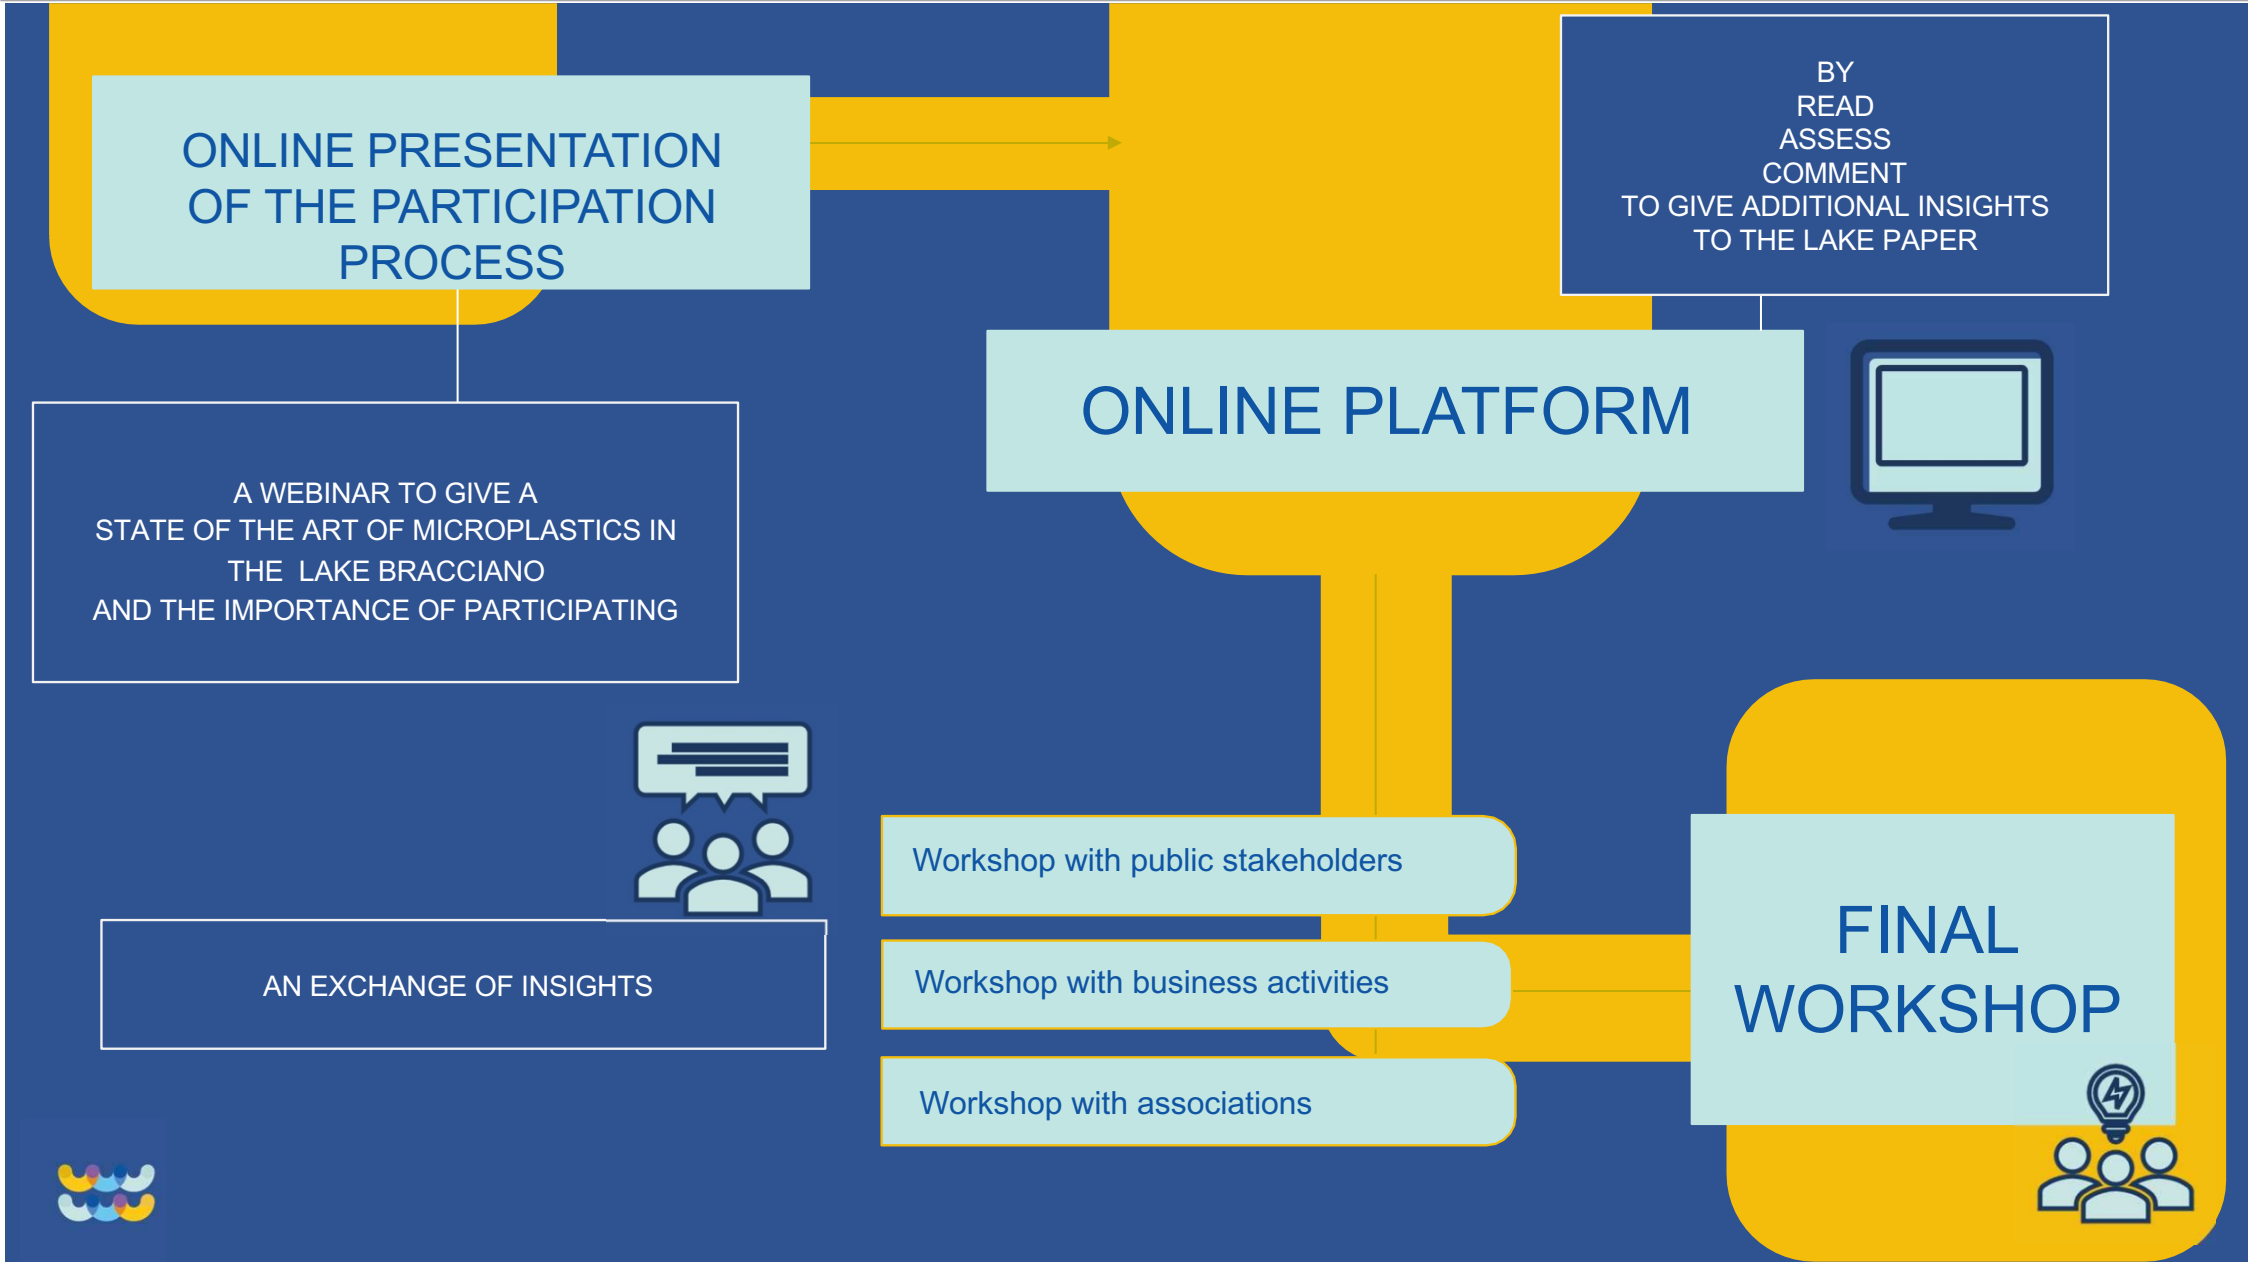 ONLINE PRESENTATION
OF THE PARTICIPATION
PROCESS
A WEBINAR TO GIVE A
STATE OF THE ART OF MICROPLASTICS IN
THE LAKE BRACCIANO
AND THE IMPORTANCE OF PARTICIPATING
BY
READ
ASSESS
COMMENT
TO GIVE ADDITIONAL INSIGHTS
TO THE LAKE PAPER
ONLINE PLATFORM
AN EXCHANGE OF INSIGHTS
Workshop with public stakeholders
Workshop with business activities
Workshop with associations
FINAL
WORKSHOP